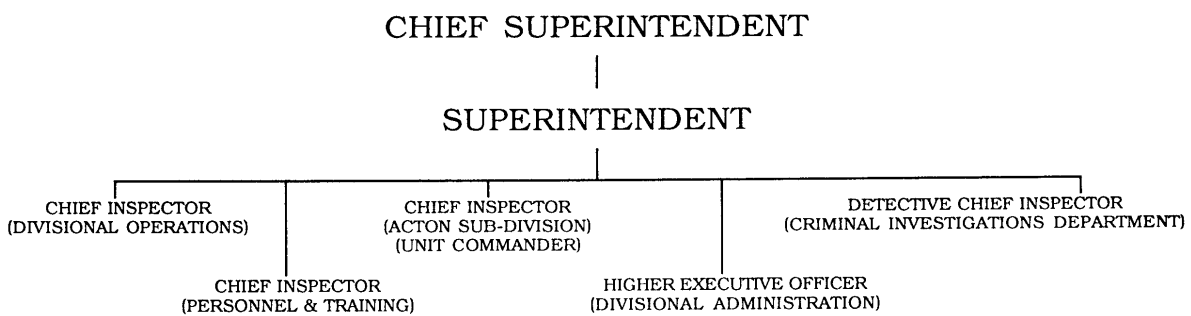 CHIEF SUPERINTENDENT
SUPERINTENDENT
CHIEF INSPECTOR
(DIVISIONAL OPERATIONS)
CHIEF INSPECTOR
(PERSONNEL & TRAINING)
CHIEF INSPECTOR
(ACTON SUB-DIVISION)
(UNIT COMMANDER)
HIGHER EXECUTIVE OFFICER
(DIVISIONAL ADMINISTRATION)
DETECTIVE CHIEF INSPECTOR
(CRIMINAL INVESTIGATIONS DEPARTMENT)